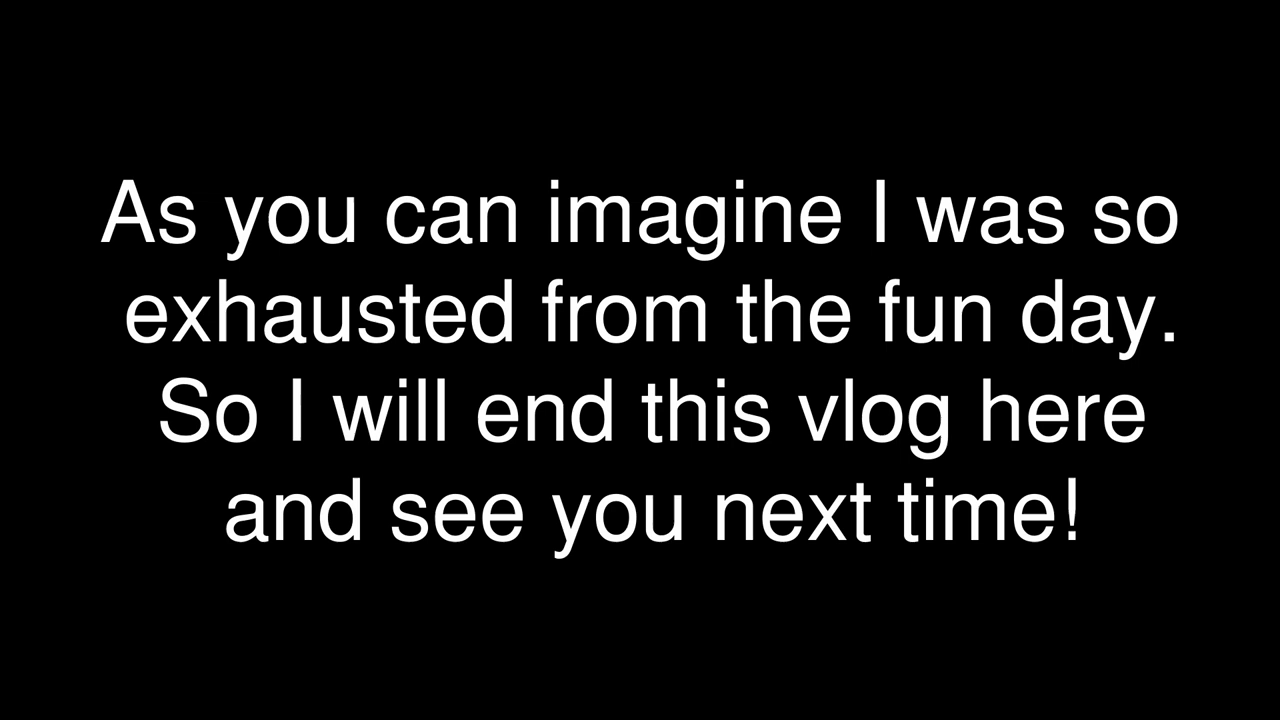 As you can imagine I was so
exhausted from the fun day.
So I will end this vlog here
and see you next time!